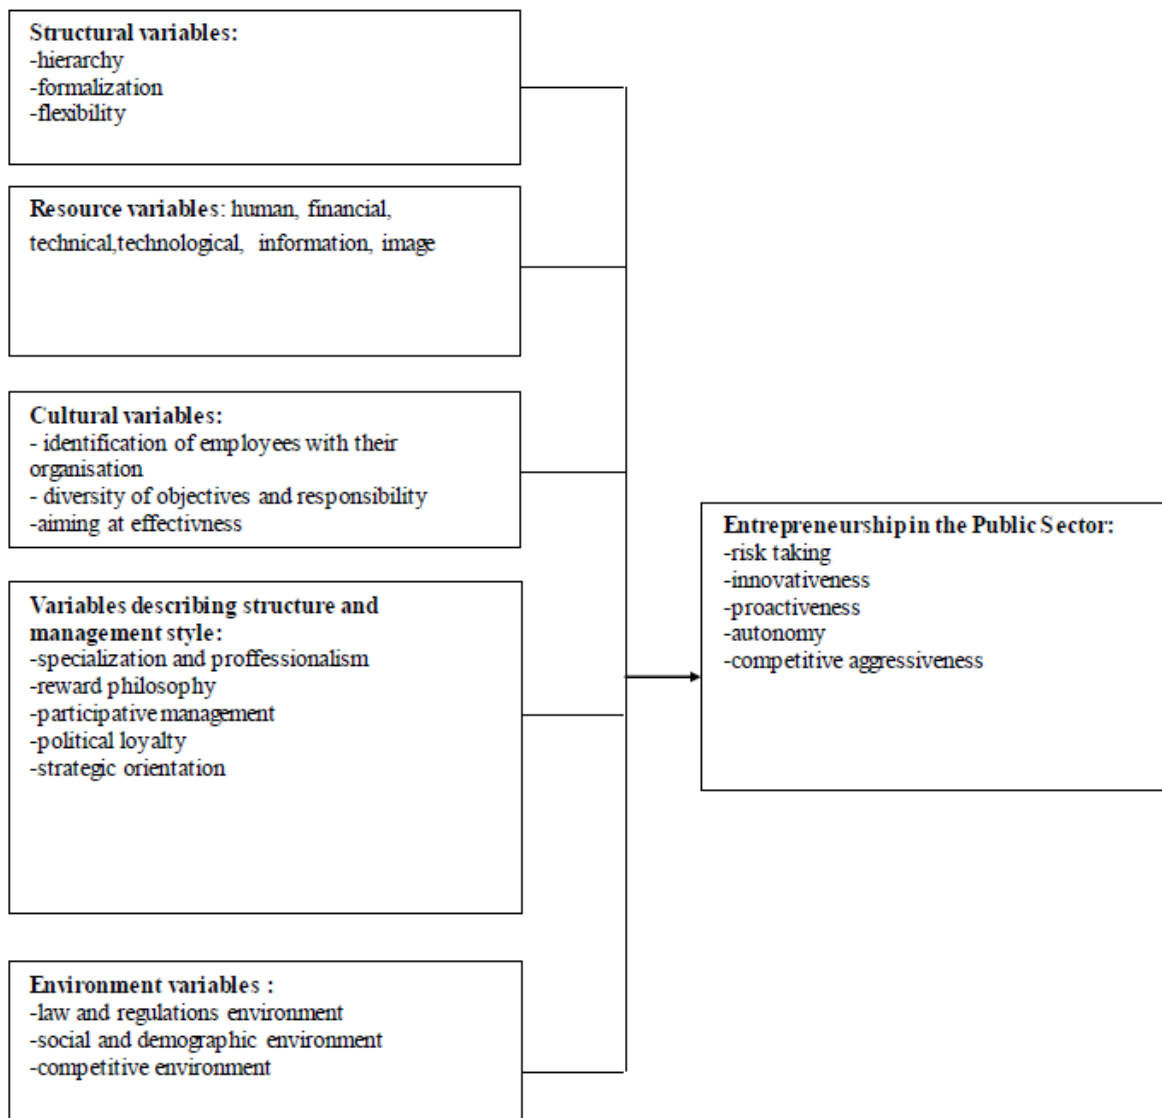 Structural variables:
-hierarchy
-formalization
-flexibility
Resource variables: human, financial,
technical,technological, information, image
Cultural variables:
- identification of employees with their
organisation
- diversity of objectives and responsibility
-aiming at effectivness
Variables describing structure and
management style:
-specialization and proffessionalism
-reward philosophy
-participative management
-political loyalty
-strategic orientation
Environment variables :
-law and regulations environment
-social and demographic environment
-competitive environment
Entrepreneurship in the Public Sector:
-risk taking
-innovativeness
-proactiveness
-autonomy
-competitive aggressiveness